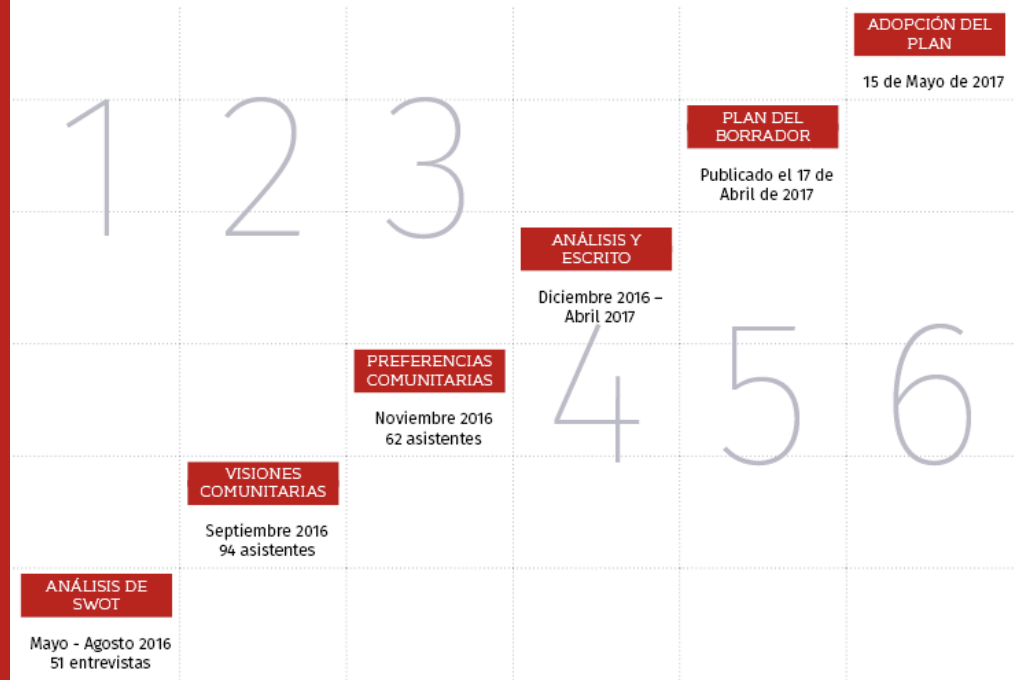 1
ANÁLISIS DE
SWOT
Mayo - Agosto 2016
51 entrevistas
2
VISIONES
COMUNITARIAS
Septiembre 2016
94 asistentes
3
PREFERENCIAS
COMUNITARIAS
Noviembre 2016
62 asistentes
4
ANÁLISIS Y
ESCRITO
Diciembre 2016 –
Abril 2017
5
PLAN DEL
BORRADOR
Publicado el 17 de
Abril de 2017
6
ADOPCIÓN DEL
PLAN
15 de Mayo de 2017